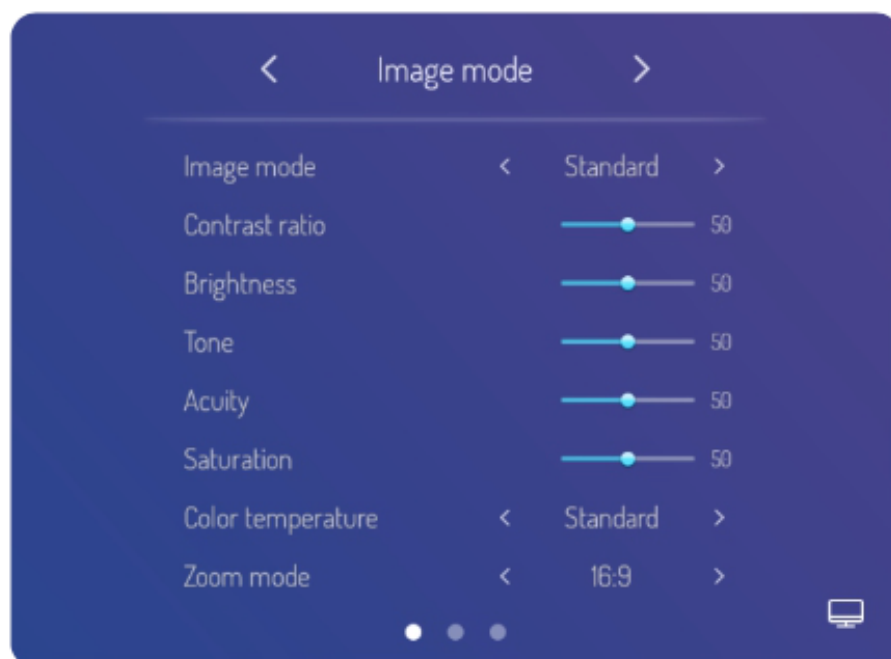 Image mode
Image mode < Standard >
Contrast ratio 50
Brightness 50
Tone 50
Acuity 50
Saturation 50
Color temperature < Standard >
Zoom mode < 16:9 >